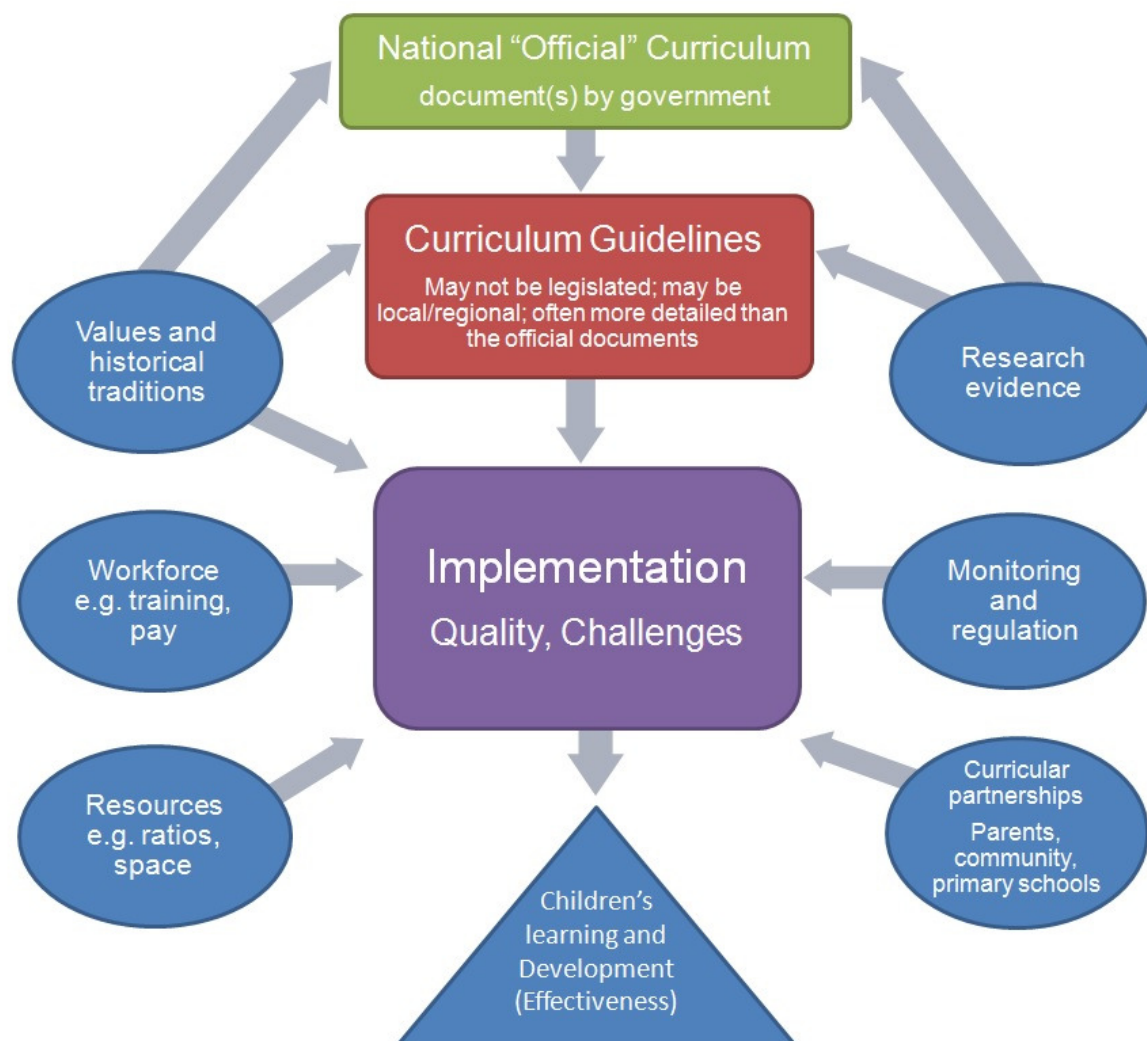 National “Official” Curriculum
document(s) by government
Curriculum Guidelines
May not be legislated; may be
local/regional; often more detailed than
the official documents
Values and
historical
traditions
Research
evidence
Implementation
Quality, Challenges
Workforce
e.g. training,
pay
Monitoring
and
regulation
Resources
e.g. ratios,
space
Curricular
partnerships
Parents,
community,
primary schools
Children’s
learning and
Development
(Effectiveness)